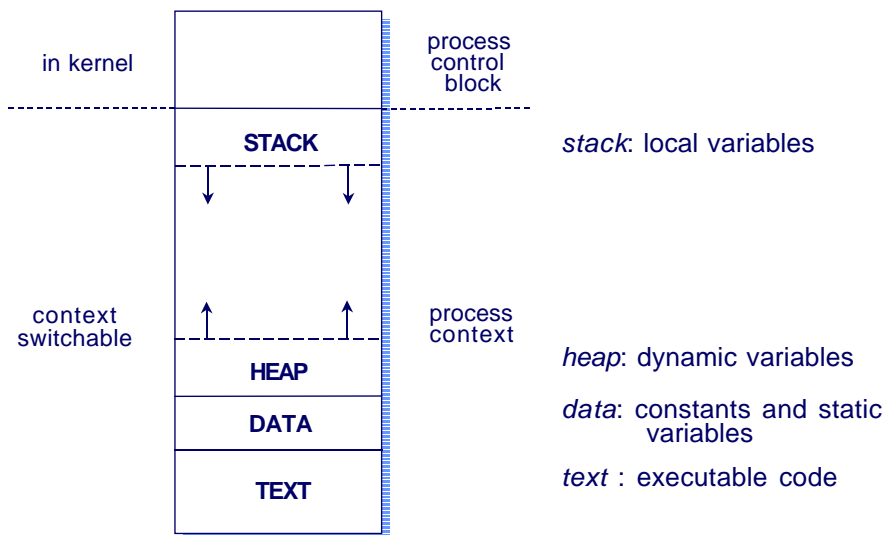 in kernel
process
control
block
STACK
stack: local variables
context
switchable
process
context
HEAP
heap: dynamic variables
DATA
data: constants and static
variables
TEXT
text : executable code